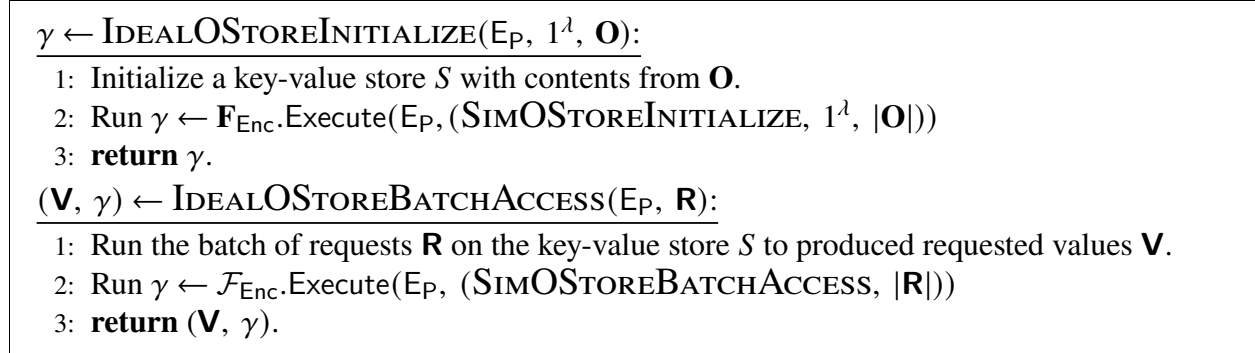 γ ← IDEALOSTOREINITIALIZE(E_P, 1^λ, O):
1: Initialize a key-value store S with contents from O.
2: Run γ ← F_Enc.Execute(E_P, (SIMOSTOREINITIALIZE, 1^λ, |O|))
3: return γ.
(V, γ) ← IDEALOSTOREBATCHACCESS(E_P, R):
1: Run the batch of requests R on the key-value store S to produced requested values V.
2: Run γ ← ℱ_Enc.Execute(E_P, (SIMOSTOREBATCHACCESS, |R|))
3: return (V, γ).